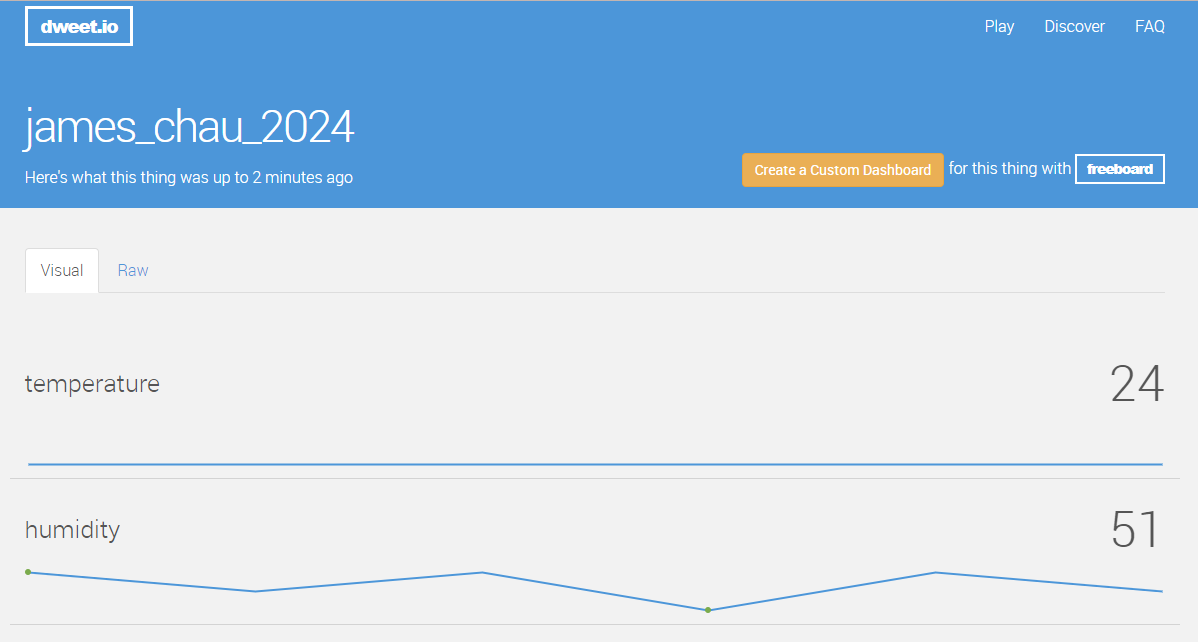 dweet.io
Play Discover FAQ
james_chau_2024
Here's what this thing was up to 2 minutes ago
Create a Custom Dashboard for this thing with freeboard
Visual Raw
temperature 24
humidity 51